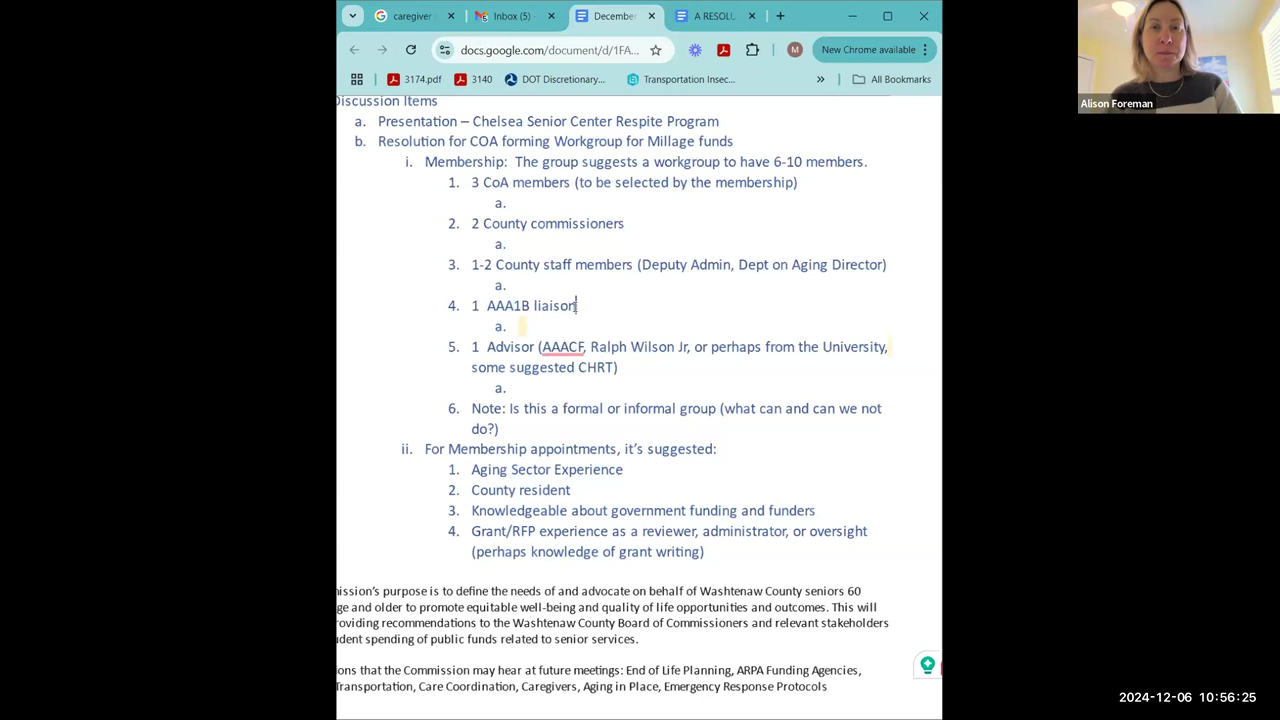 caregiver
Inbox (5)
December
A RESOL
docs.google.com/document/d/1FA...
M
New Chrome available
3174.pdf
3140
DOT Discretionary...
Transportation Insec...
»
All Bookmarks
Alison Foreman
Discussion Items
a. Presentation – Chelsea Senior Center Respite Program
b. Resolution for COA forming Workgroup for Millage funds
i. Membership: The group suggests a workgroup to have 6-10 members.
1. 3 CoA members (to be selected by the membership)
a.
2. 2 County commissioners
a.
3. 1-2 County staff members (Deputy Admin, Dept on Aging Director)
a.
4. 1 AAA1B liaison
a.
5. 1 Advisor (AAACF, Ralph Wilson Jr, or perhaps from the University,
some suggested CHRT)
a.
6. Note: Is this a formal or informal group (what can and can we not
do?)
ii. For Membership appointments, it's suggested:
1. Aging Sector Experience
2. County resident
3. Knowledgeable about government funding and funders
4. Grant/RFP experience as a reviewer, administrator, or oversight
(perhaps knowledge of grant writing)
ission's purpose is to define the needs of and advocate on behalf of Washtenaw County seniors 60
ge and older to promote equitable well-being and quality of life opportunities and outcomes. This will
roviding recommendations to the Washtenaw County Board of Commissioners and relevant stakeholders
udent spending of public funds related to senior services.
ions that the Commission may hear at future meetings: End of Life Planning, ARPA Funding Agencies,
Transportation, Care Coordination, Caregivers, Aging in Place, Emergency Response Protocols
2024-12-06 10:56:25